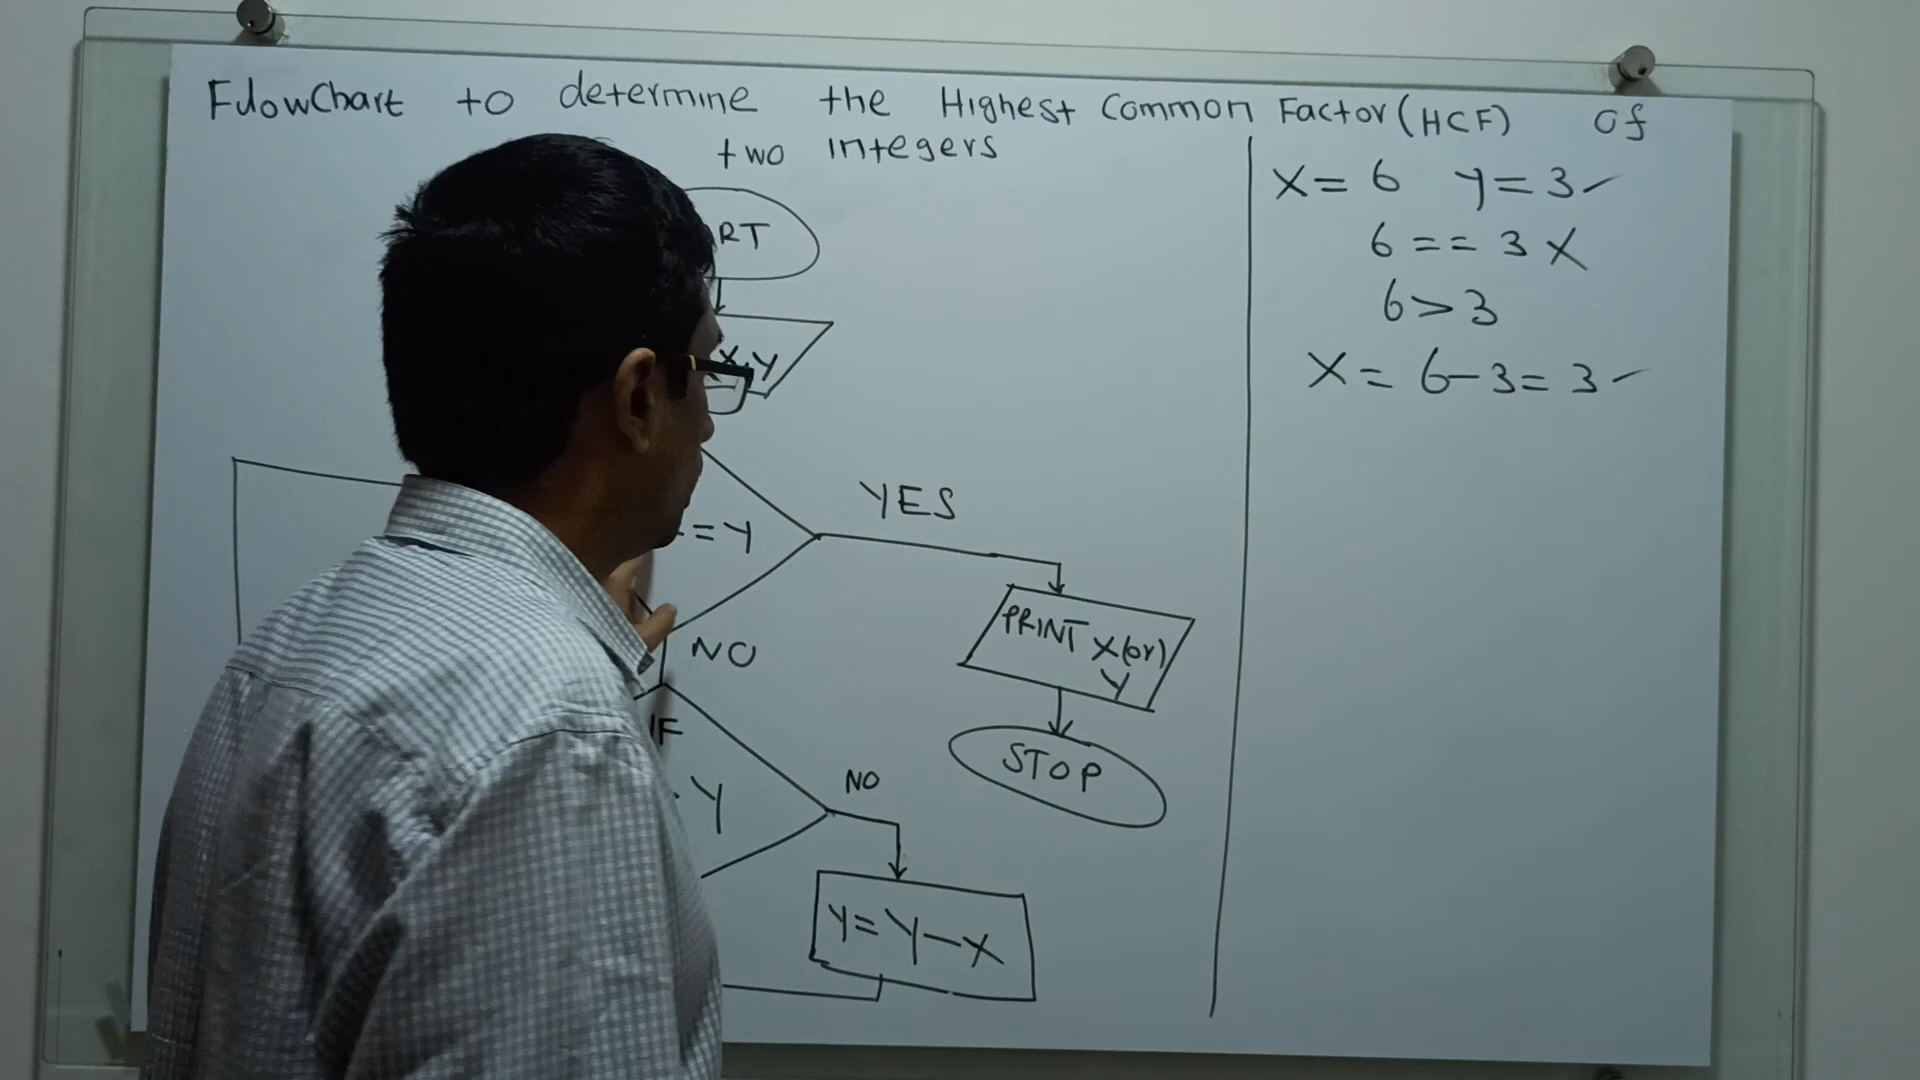 FlowChart to determine the Highest Common Factor (HCF) of
two integers
X, Y
= Y
YES
NO
PRINT X(or)
Y
STOP
IF
Y
NO
Y = Y - X
X = 6 Y = 3 ✓
6 == 3 X
6 > 3
X = 6 - 3 = 3 ✓